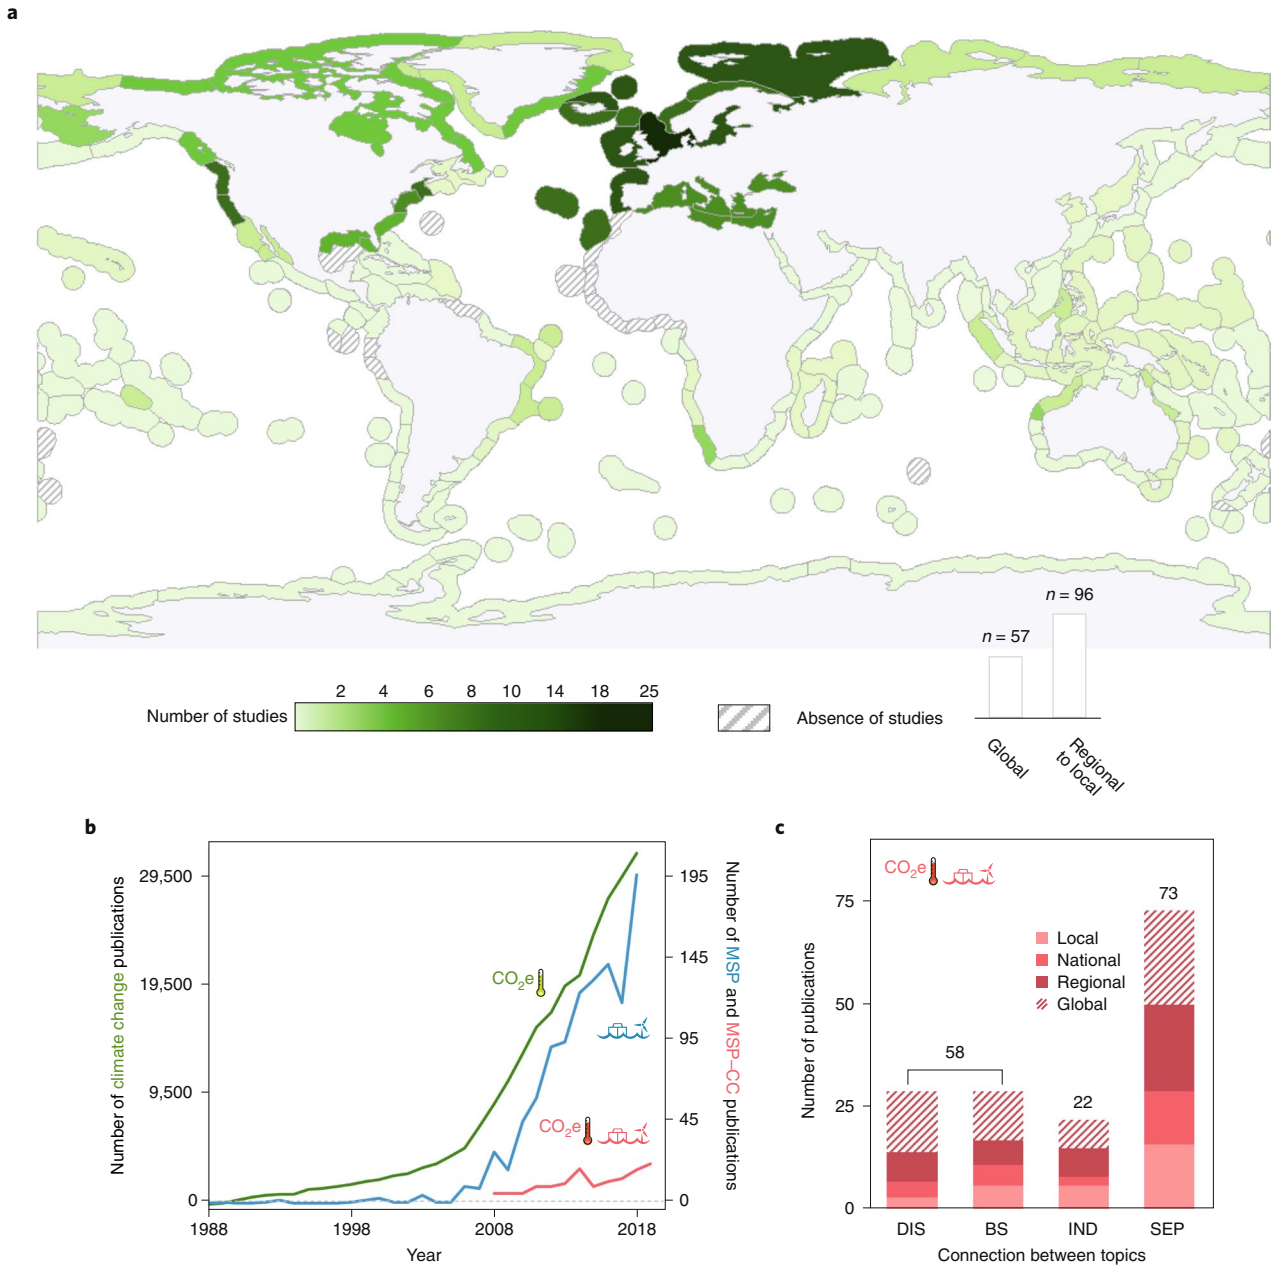 a
n = 96
n = 57
2 4 6 8 10 14 18 25
Number of studies
Absence of studies
Global
Regional
to local
b
Number of climate change publications
29,500
19,500
9,500
0
CO2e
CO2e
195
145
95
45
0
Number of MSP and MSP–CC publications
1988 1998 2008 2018
Year
c
CO2e
Number of publications
75
50
25
0
73
Local
National
Regional
Global
58
22
DIS BS IND SEP
Connection between topics